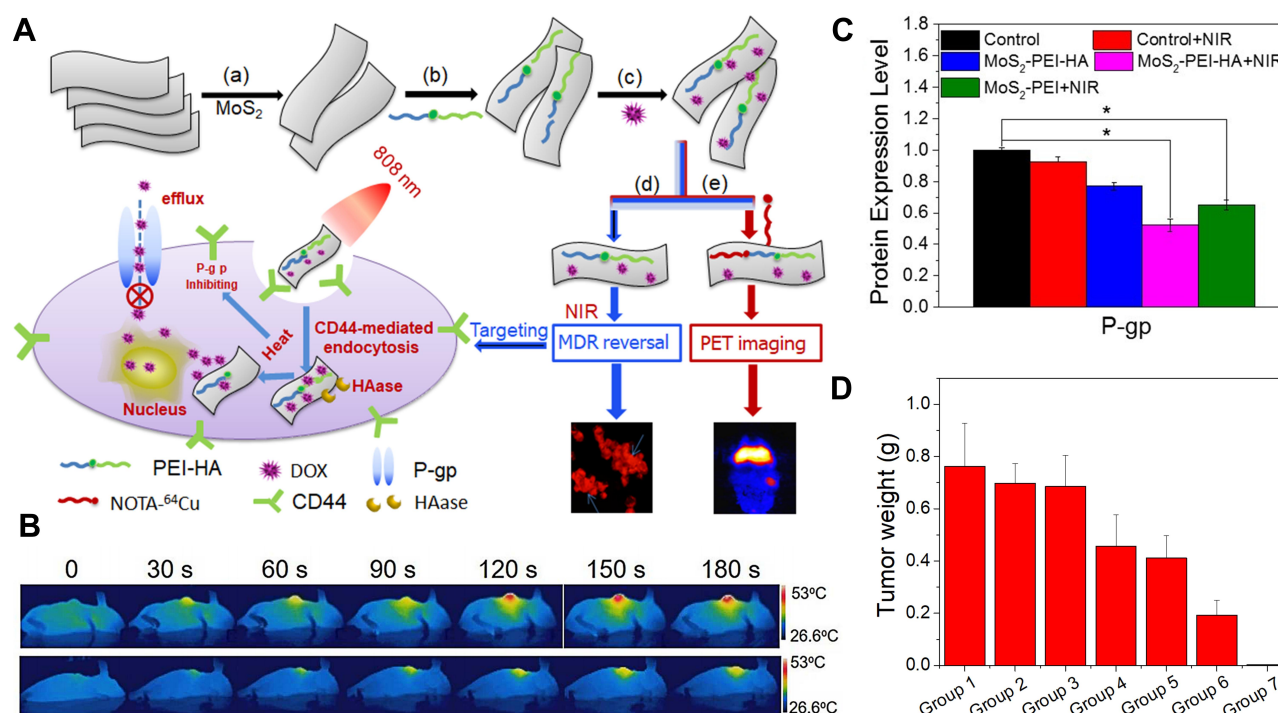 A
(a)
MoS2
(b)
(c)
808 nm
efflux
P-g p
Inhibiting
Heat
CD44-mediated
endocytosis
HAase
Nucleus
Targeting
(d)
(e)
NIR
MDR reversal
PET imaging
PEI-HA
DOX
P-gp
NOTA-64Cu
CD44
HAase
B
0 30 s 60 s 90 s 120 s 150 s 180 s
53ºC
26.6ºC
53ºC
26.6ºC
C
Protein Expression Level
1.8
1.6
1.4
1.2
1.0
0.8
0.6
0.4
0.2
0.0
Control
Control+NIR
MoS2-PEI-HA
MoS2-PEI-HA+NIR
MoS2-PEI+NIR
*
*
P-gp
D
Tumor weight (g)
1.0
0.8
0.6
0.4
0.2
0.0
Group 1
Group 2
Group 3
Group 4
Group 5
Group 6
Group 7